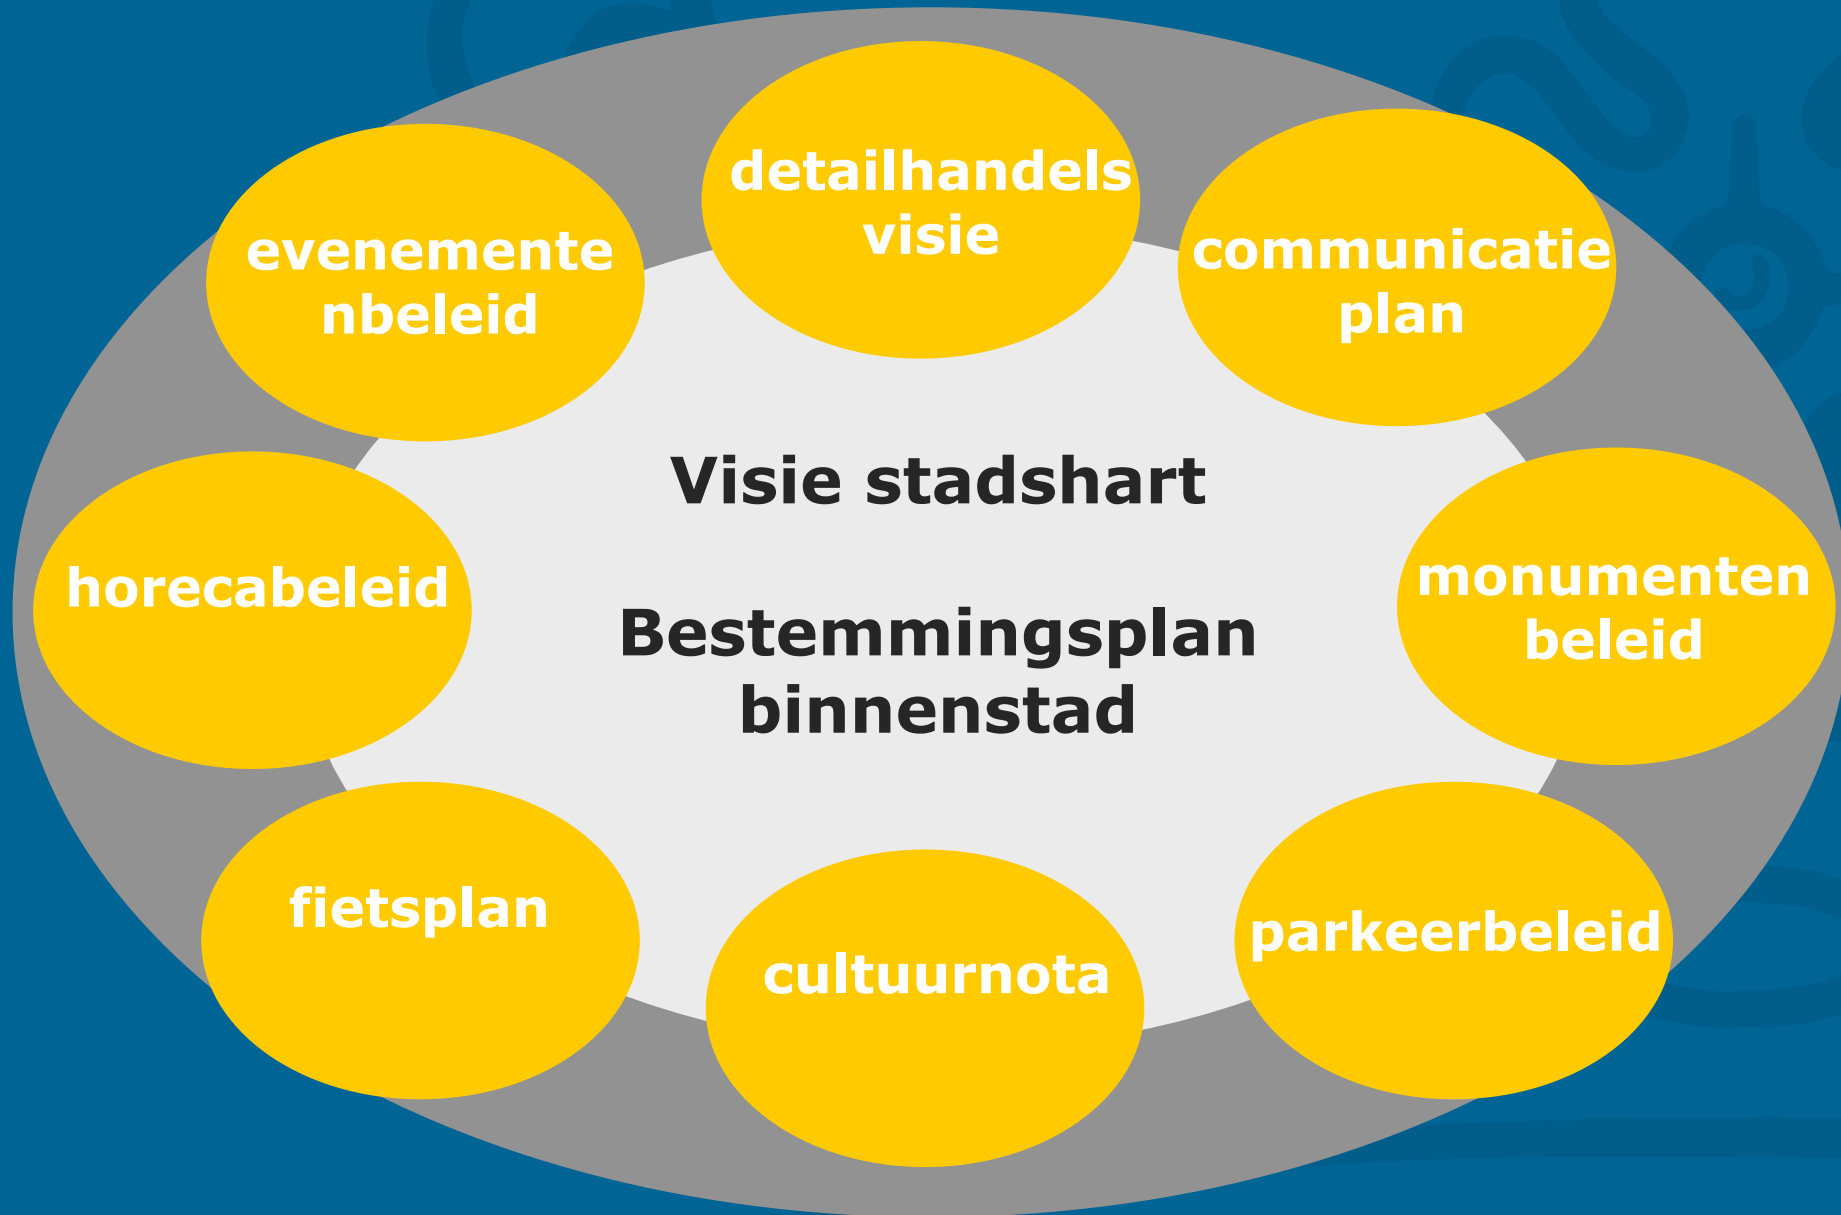 detailhandels
visie
evenemente
nbeleid
communicatie
plan
Visie stadshart
horecabeleid
monumenten
beleid
Bestemmingsplan
binnenstad
fietsplan
parkeerbeleid
cultuurnota